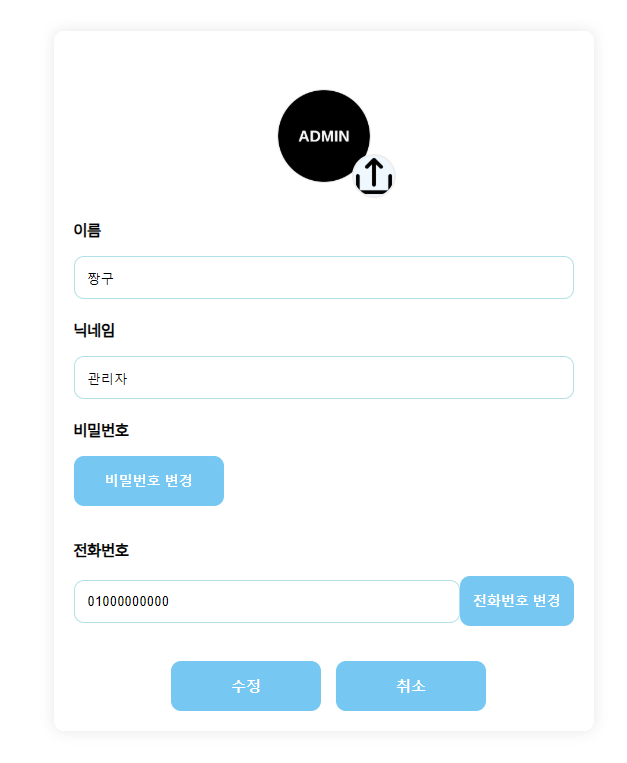 ADMIN
이름
짱구
닉네임
관리자
비밀번호
비밀번호 변경
전화번호
01000000000
전화번호 변경
수정
취소